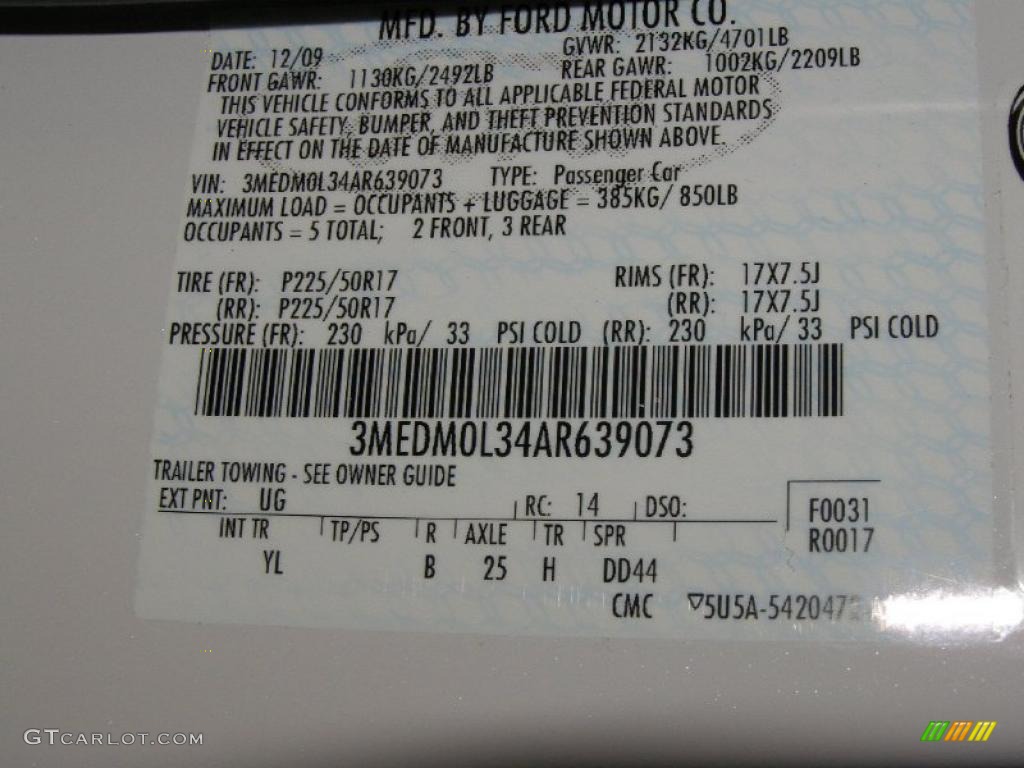 MFD. BY FORD MOTOR CO.
DATE: 12/09 GVWR: 2132KG/4701LB
FRONT GAWR: 1130KG/2492LB REAR GAWR: 1002KG/2209LB
THIS VEHICLE CONFORMS TO ALL APPLICABLE FEDERAL MOTOR
VEHICLE SAFETY, BUMPER, AND THEFT PREVENTION STANDARDS
IN EFFECT ON THE DATE OF MANUFACTURE SHOWN ABOVE.
VIN: 3MEDM0L34AR639073 TYPE: Passenger Car
MAXIMUM LOAD = OCCUPANTS + LUGGAGE = 385KG/ 850LB
OCCUPANTS = 5 TOTAL; 2 FRONT, 3 REAR
TIRE (FR): P225/50R17 RIMS (FR): 17X7.5J
(RR): P225/50R17 (RR): 17X7.5J
PRESSURE (FR): 230 kPa/ 33 PSI COLD (RR): 230 kPa/ 33 PSI COLD
3MEDM0L34AR639073
TRAILER TOWING - SEE OWNER GUIDE
EXT PNT: UG RC: 14 DSO: F0031
INT TR TP/PS R AXLE TR SPR R0017
YL B 25 H DD44
CMC
GTCARLOT.COM